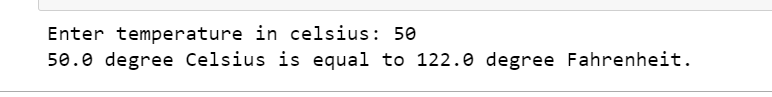 Enter temperature in celsius: 50
50.0 degree Celsius is equal to 122.0 degree Fahrenheit.